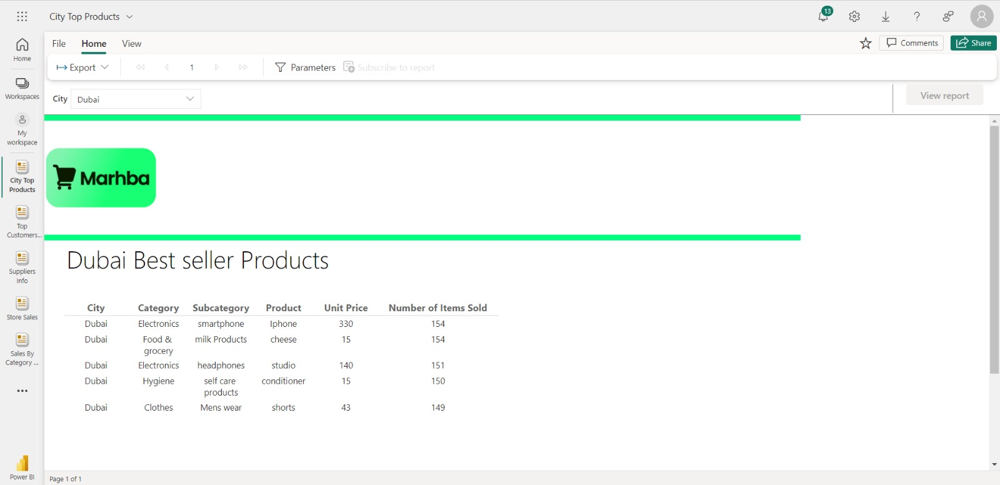 City Top Products
13
File Home View
Comments
Share
Export
1
Parameters
Subscribe to report
City
Dubai
View report
Home
Workspaces
My
workspace
City Top
Products
Top
Customers...
Suppliers
Info
Store Sales
Sales By
Category ...
Power BI
Marhba
Dubai Best seller Products
City Category Subcategory Product Unit Price Number of Items Sold
Dubai Electronics smartphone Iphone 330 154
Dubai Food & milk Products cheese 15 154
grocery
Dubai Electronics headphones studio 140 151
Dubai Hygiene self care conditioner 15 150
products
Dubai Clothes Mens wear shorts 43 149
Page 1 of 1